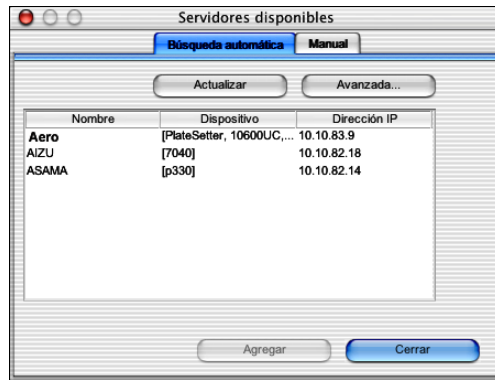 Servidores disponibles
Búsqueda automática Manual
Actualizar Avanzada...
Nombre Dispositivo Dirección IP
Aero [PlateSetter, 10600UC,... 10.10.83.9
AIZU [7040] 10.10.82.18
ASAMA [p330] 10.10.82.14
Agregar Cerrar